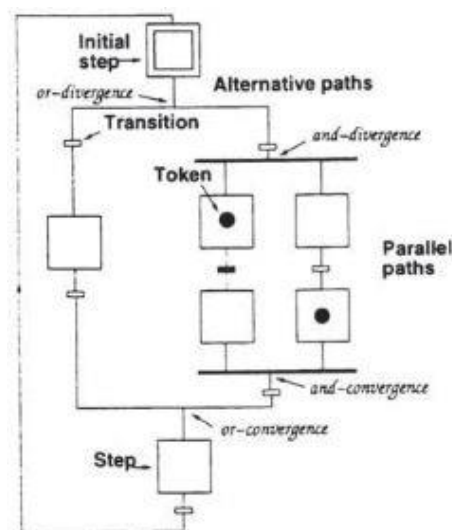 Initial
step
Alternative paths
or-divergence
Transition
and-divergence
Token
Parallel
paths
and-convergence
or-convergence
Step